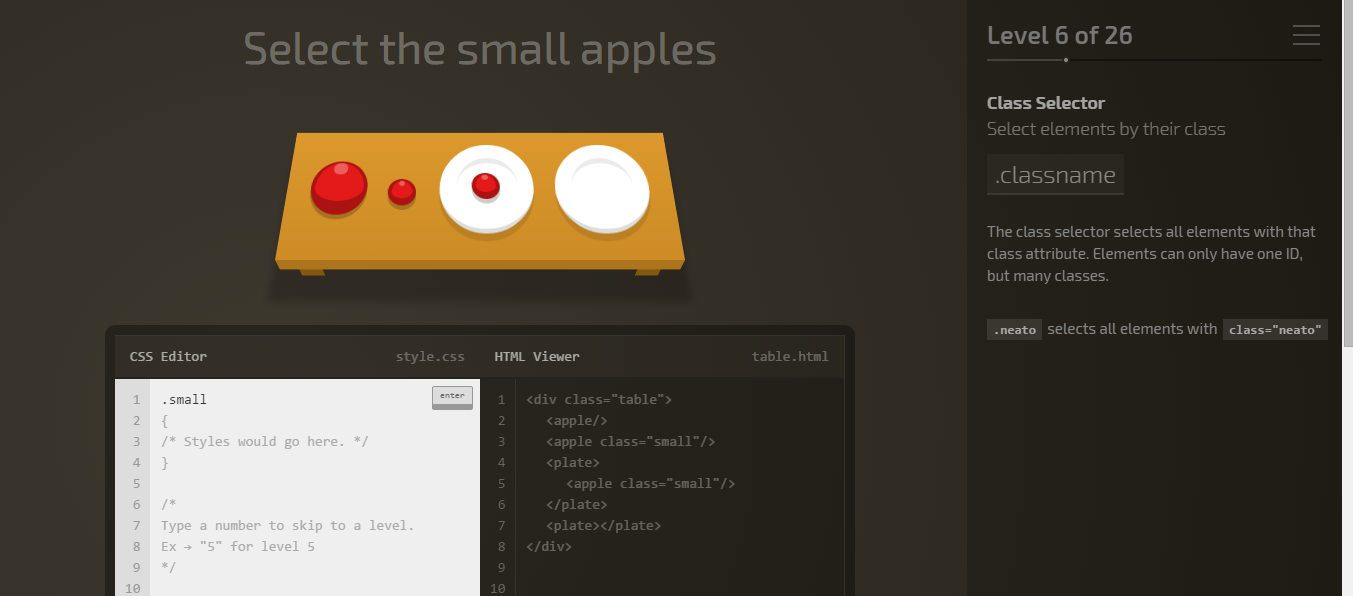 Select the small apples
CSS Editor
style.css
1 .small
enter
2 {
3 /* Styles would go here. */
4 }
5
6 /*
7 Type a number to skip to a level.
8 Ex → "5" for level 5
9 */
10
HTML Viewer
table.html
1 <div class="table">
2 <apple/>
3 <apple class="small"/>
4 <plate>
5 <apple class="small"/>
6 </plate>
7 <plate></plate>
8 </div>
9
10
Level 6 of 26
Class Selector
Select elements by their class
.classname
The class selector selects all elements with that
class attribute. Elements can only have one ID,
but many classes.
.neato selects all elements with class="neato"